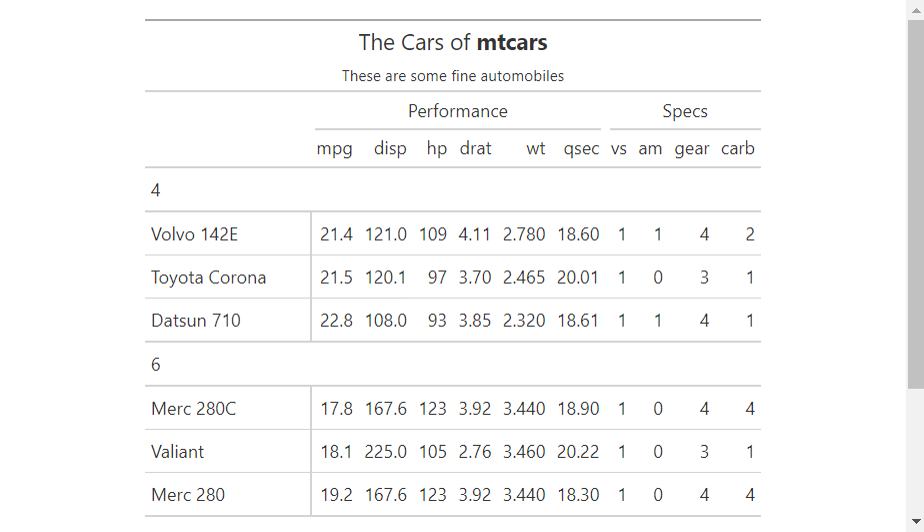 The Cars of mtcars
These are some fine automobiles
Performance Specs
mpg disp hp drat wt qsec vs am gear carb
4
Volvo 142E 21.4 121.0 109 4.11 2.780 18.60 1 1 4 2
Toyota Corona 21.5 120.1 97 3.70 2.465 20.01 1 0 3 1
Datsun 710 22.8 108.0 93 3.85 2.320 18.61 1 1 4 1
6
Merc 280C 17.8 167.6 123 3.92 3.440 18.90 1 0 4 4
Valiant 18.1 225.0 105 2.76 3.460 20.22 1 0 3 1
Merc 280 19.2 167.6 123 3.92 3.440 18.30 1 0 4 4